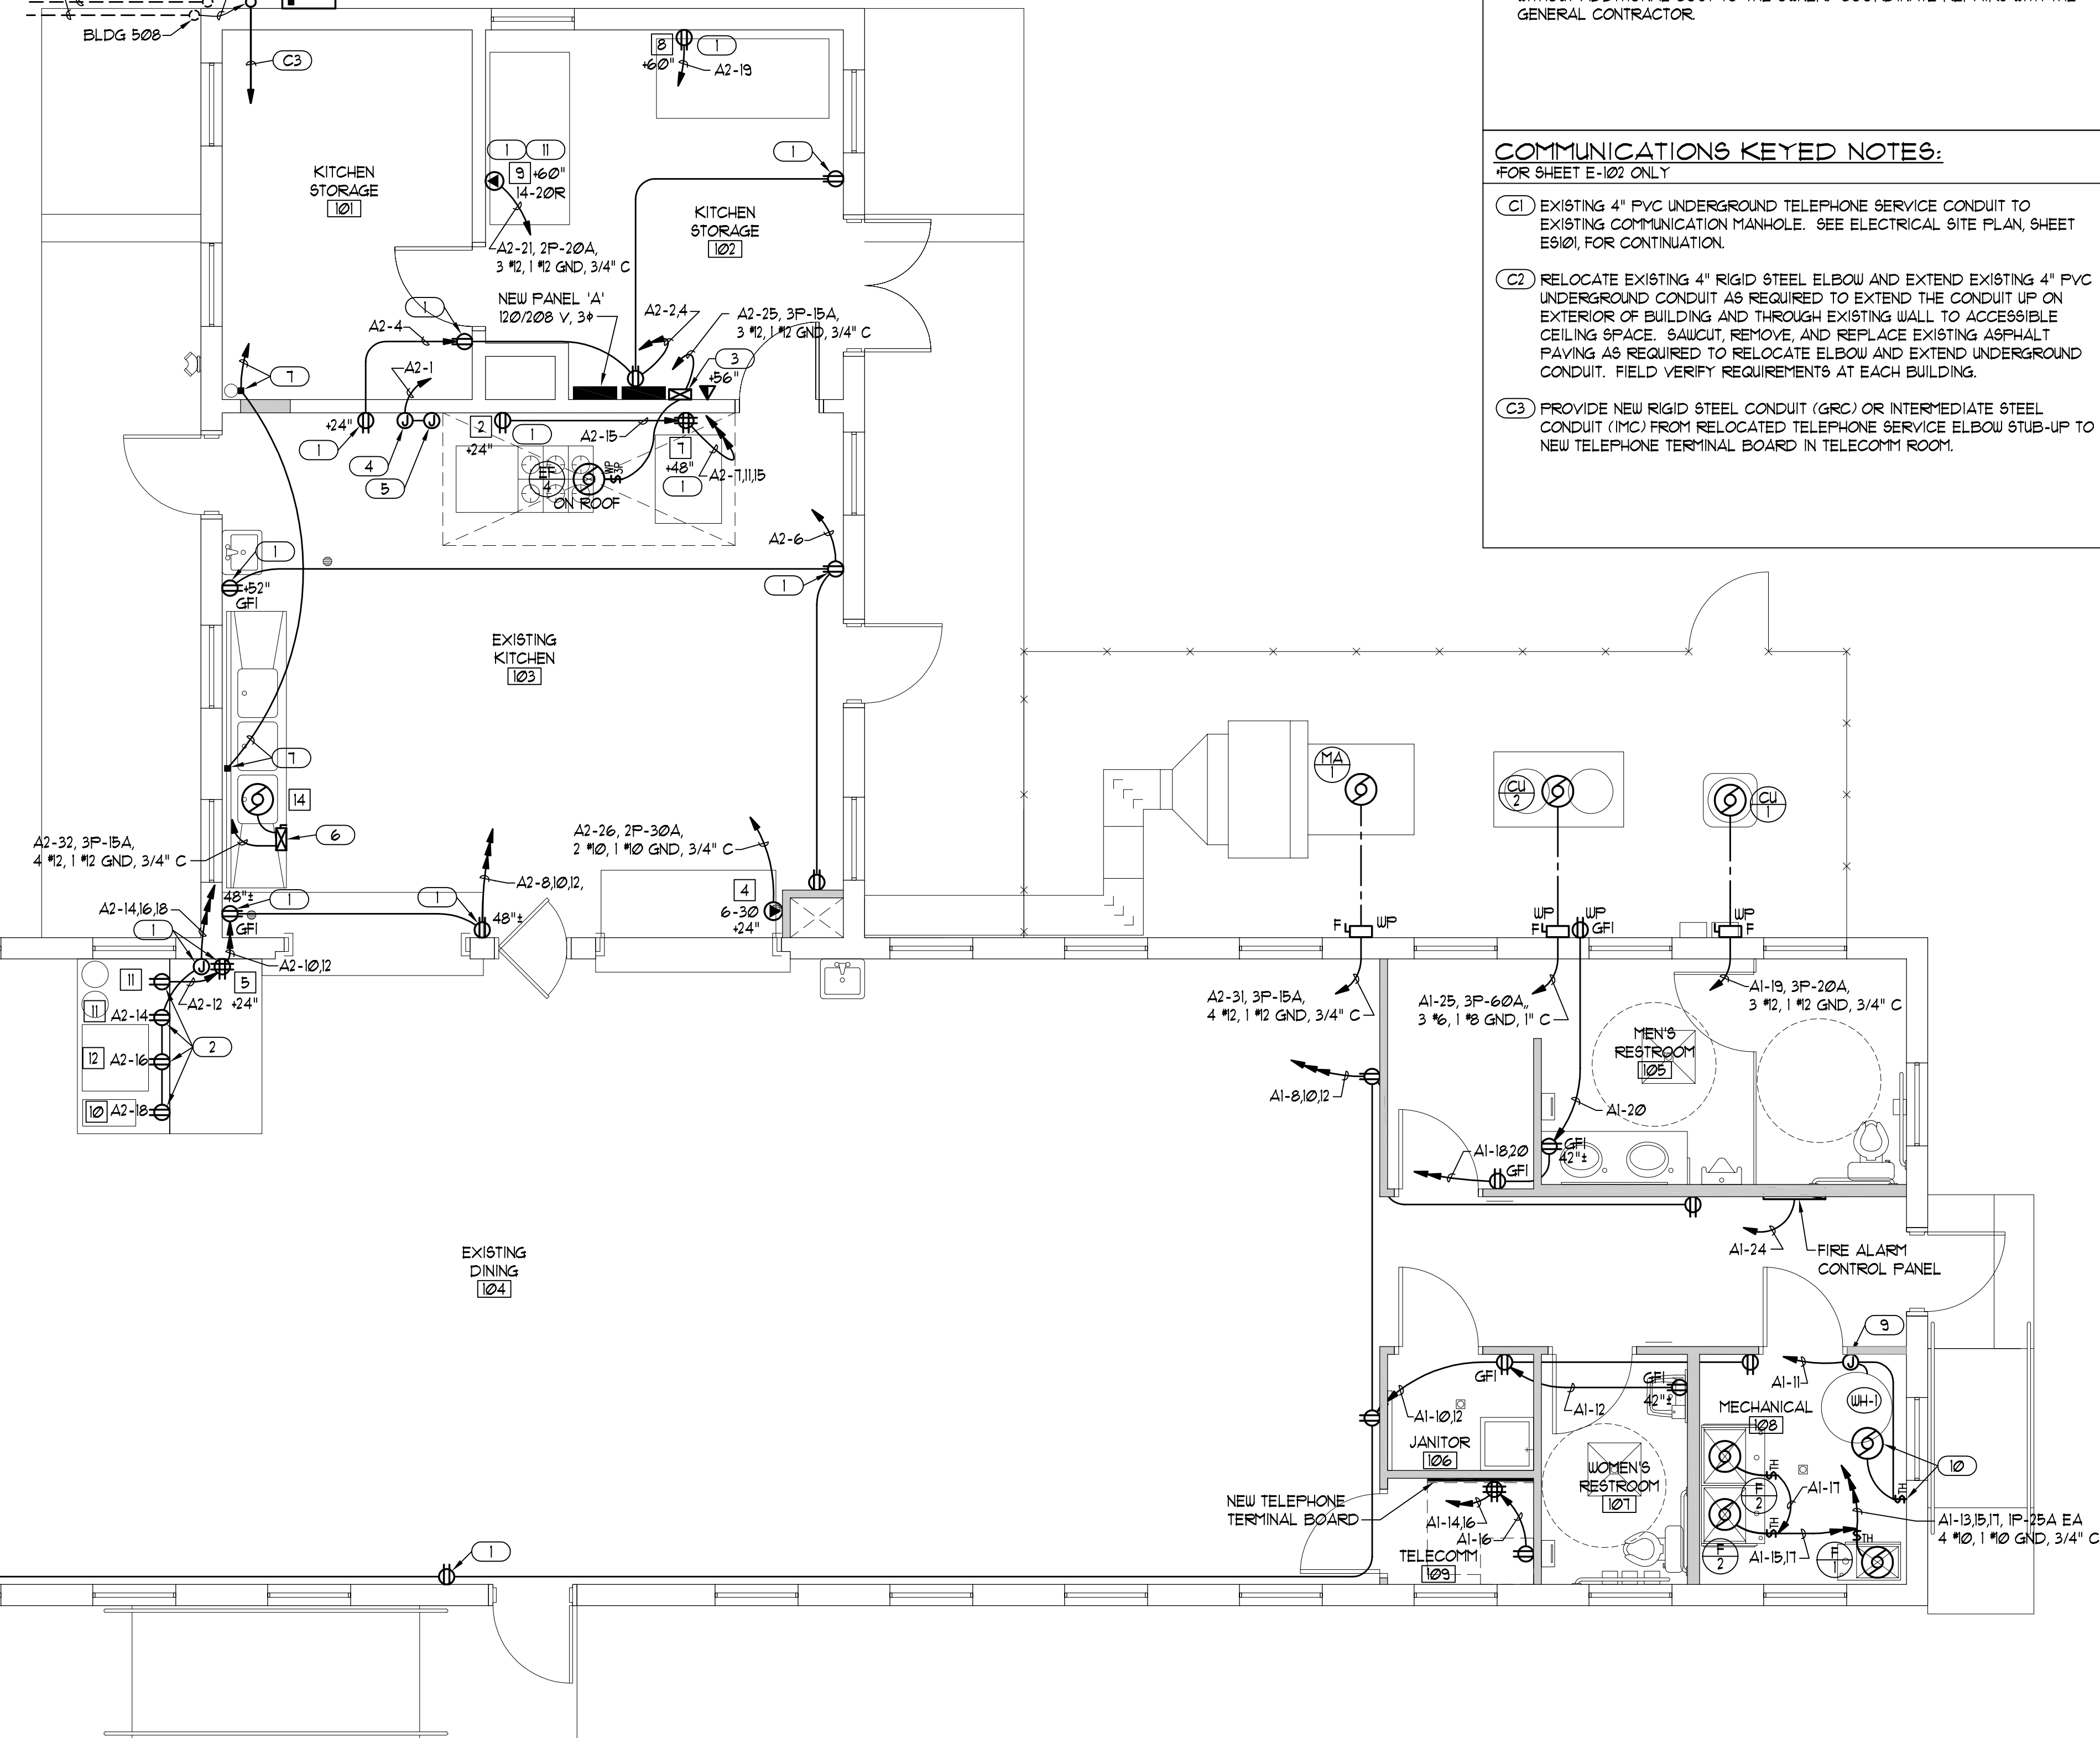 BLDG 508
C3
8
+60"
1
A2-19
KITCHEN
STORAGE
101
1
11
9
+60"
14-20R
A2-21, 2P-20A,
3 #12, 1 #12 GND, 3/4" C
1
KITCHEN
STORAGE
102
NEW PANEL 'A'
120/208 V, 3φ
A2-2,4
A2-25, 3P-15A,
3 #12, 1 #12 GND, 3/4" C
1
A2-4
3
+56"
7
A2-1
+24"
1
4
5
2
+24"
1
A2-15
7
+48"
1
A2-7,11,15
EF
4
ON ROOF
WP
3P
A2-6
1
1
+52"
GFI
EXISTING
KITCHEN
103
7
14
6
A2-32, 3P-15A,
4 #12, 1 #12 GND, 3/4" C
A2-26, 2P-30A,
2 #10, 1 #10 GND, 3/4" C
A2-8,10,12,
4
6-30
+24"
48"±
1
GFI
1
48"±
A2-14,16,18
1
A2-10,12
5
+24"
A2-12
11
11
A2-14
12
A2-16
2
10
A2-18
MA
1
CU
2
CU
1
F
WP
WP
F
WP
GFI
WP
F
A2-31, 3P-15A,
4 #12, 1 #12 GND, 3/4" C
A1-25, 3P-60A,,
3 #6, 1 #8 GND, 1" C
A1-19, 3P-20A,
3 #12, 1 #12 GND, 3/4" C
MEN'S
RESTROOM
105
A1-8,10,12
A1-20
GFI
42"±
A1-18,20
GFI
A1-24
FIRE ALARM
CONTROL PANEL
EXISTING
DINING
104
9
GFI
GFI
42"±
A1-11
A1-10,12
A1-12
JANITOR
106
MECHANICAL
108
WH-1
10
NEW TELEPHONE
TERMINAL BOARD
WOMEN'S
RESTROOM
107
A1-14,16
A1-16
TELECOMM
109
STH
F
2
A1-17
STH
A1-15,17
F
2
F
1
STH
STH
A1-13,15,17, 1P-25A EA
4 #10, 1 #10 GND, 3/4" C
1
GENERAL CONTRACTOR.
COMMUNICATIONS KEYED NOTES:
*FOR SHEET E-102 ONLY
C1 EXISTING 4" PVC UNDERGROUND TELEPHONE SERVICE CONDUIT TO
EXISTING COMMUNICATION MANHOLE. SEE ELECTRICAL SITE PLAN, SHEET
ES101, FOR CONTINUATION.
C2 RELOCATE EXISTING 4" RIGID STEEL ELBOW AND EXTEND EXISTING 4" PVC
UNDERGROUND CONDUIT AS REQUIRED TO EXTEND THE CONDUIT UP ON
EXTERIOR OF BUILDING AND THROUGH EXISTING WALL TO ACCESSIBLE
CEILING SPACE. SAWCUT, REMOVE, AND REPLACE EXISTING ASPHALT
PAVING AS REQUIRED TO RELOCATE ELBOW AND EXTEND UNDERGROUND
CONDUIT. FIELD VERIFY REQUIREMENTS AT EACH BUILDING.
C3 PROVIDE NEW RIGID STEEL CONDUIT (GRC) OR INTERMEDIATE STEEL
CONDUIT (IMC) FROM RELOCATED TELEPHONE SERVICE ELBOW STUB-UP TO
NEW TELEPHONE TERMINAL BOARD IN TELECOMM ROOM.